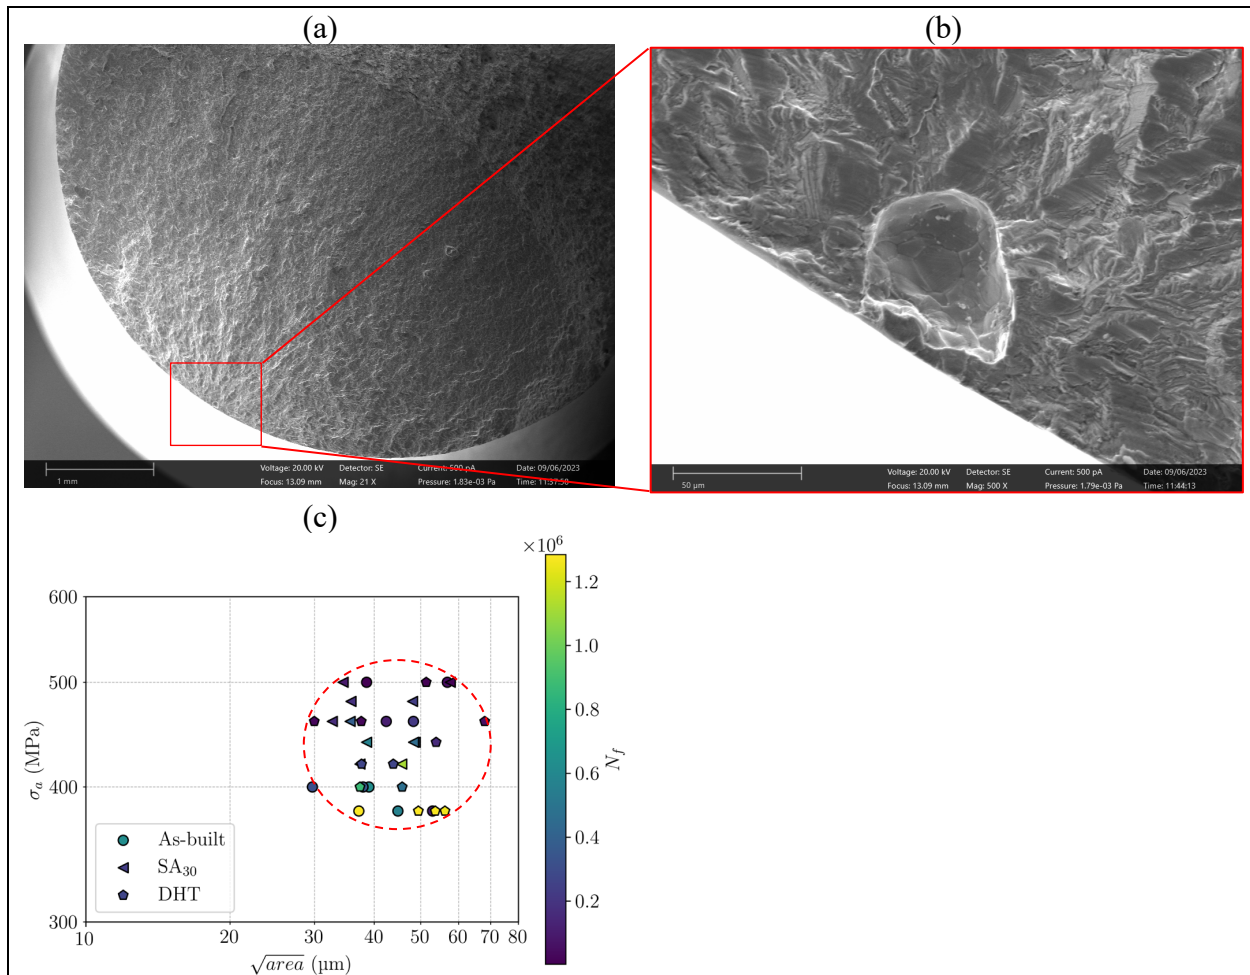 (a)
(b)
1 mm
Voltage: 20.00 kV Detector: SE Current: 500 pA Date: 09/06/2023
Focus: 13.09 mm Mag: 21 X Pressure: 1.83e-03 Pa Time: 11:37:58
50 µm
Voltage: 20.00 kV Detector: SE Current: 500 pA Date: 09/06/2023
Focus: 13.09 mm Mag: 500 X Pressure: 1.79e-03 Pa Time: 11:44:13
(c)
×10⁶
600
500
400
300
σₐ (MPa)
As-built
SA₃₀
DHT
10 20 30 40 50 60 70 80
√area (µm)
1.2
1.0
0.8
0.6
0.4
0.2
N_f